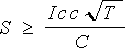 S ≥ Icc √T / C